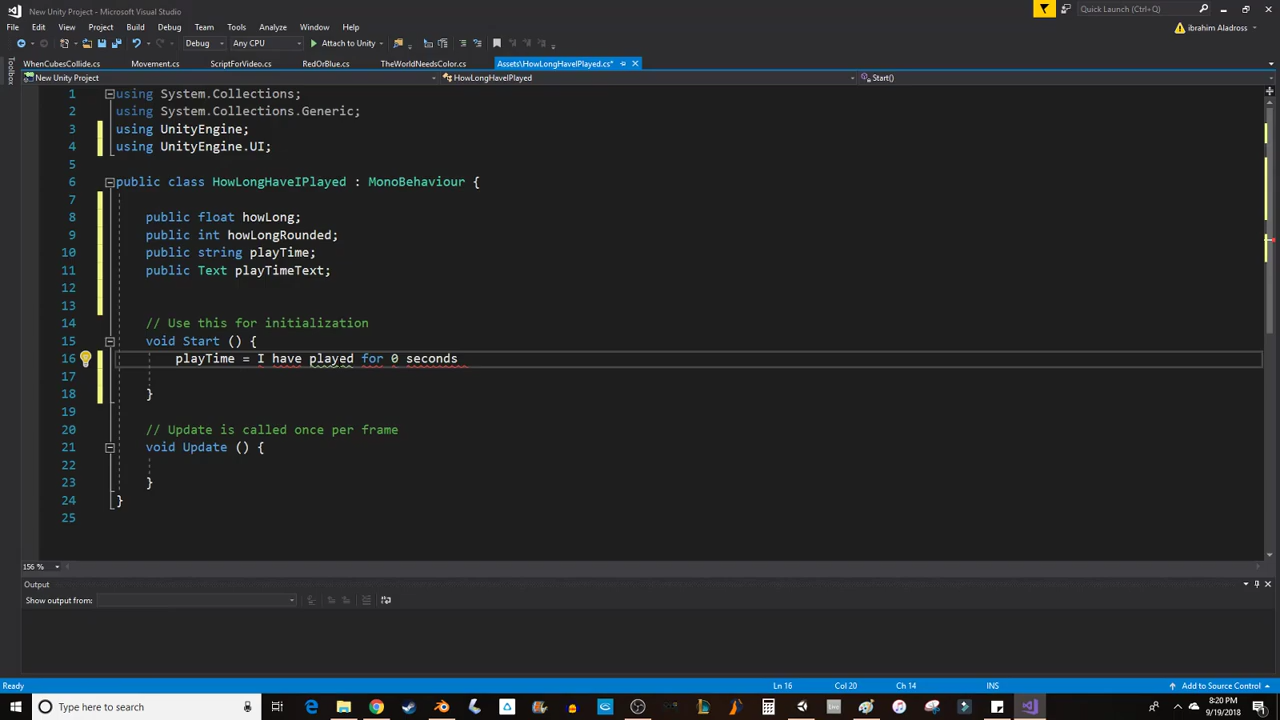 New Unity Project - Microsoft Visual Studio
Quick Launch (Ctrl+Q)
File Edit View Project Build Debug Team Tools Architecture Analyze Window Help
ibrahim Aladross
Debug Any CPU Attach to Unity
Toolbox
WhenCubesCollide.cs Movement.cs ScriptForVideo.cs RedOrBlue.cs TheWorldNeedsColor.cs Assets\HowLongHaveIPlayed.cs*
New Unity Project HowLongHaveIPlayed Start()
1 using System.Collections;
2 using System.Collections.Generic;
3 using UnityEngine;
4 using UnityEngine.UI;
5
6 public class HowLongHaveIPlayed : MonoBehaviour {
7
8 public float howLong;
9 public int howLongRounded;
10 public string playTime;
11 public Text playTimeText;
12
13
14 // Use this for initialization
15 void Start () {
16 playTime = I have played for 0 seconds
17
18 }
19
20 // Update is called once per frame
21 void Update () {
22
23 }
24 }
25
156 %
Output
Show output from:
Ready Ln 16 Col 20 Ch 14 INS Add to Source Control
Type here to search
8:20 PM
9/19/2018